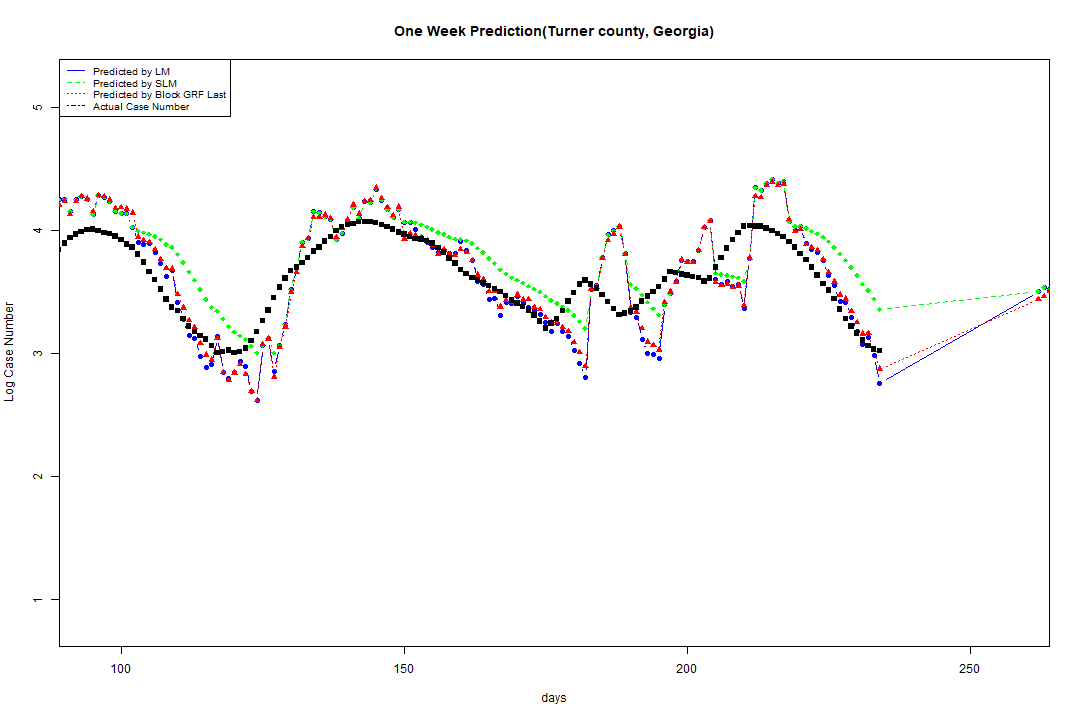 One Week Prediction(Turner county, Georgia)
Predicted by LM
Predicted by SLM
Predicted by Block GRF Last
Actual Case Number
5
4
3
2
1
Log Case Number
100 150 200 250
days